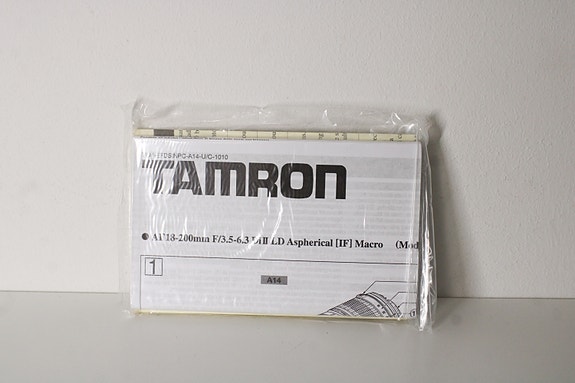 TAMRON
● AF18-200mm F/3.5-6.3 Di II LD Aspherical [IF] Macro (Mod
1
A14